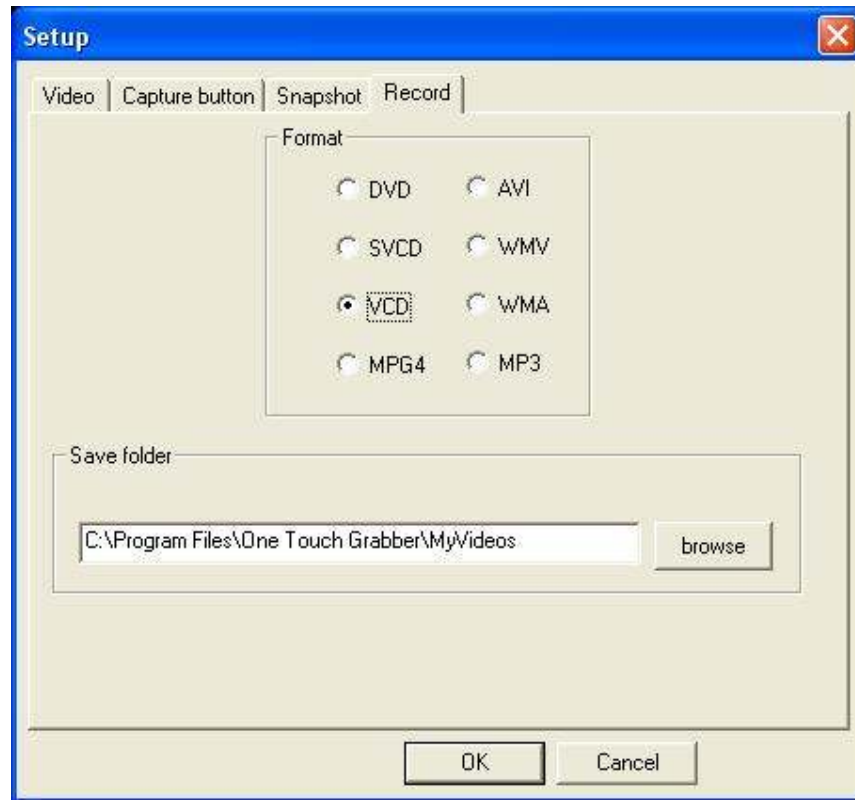 Setup
Video Capture button Snapshot Record
Format
DVD AVI
SVCD WMV
VCD WMA
MPG4 MP3
Save folder
C:\Program Files\One Touch Grabber\MyVideos browse
OK Cancel